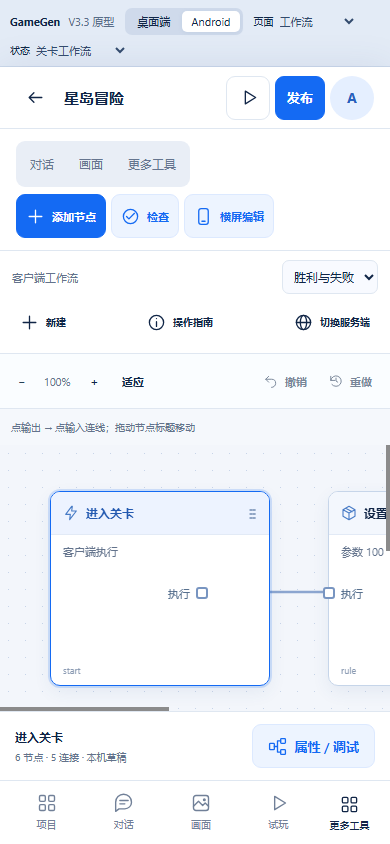 GameGen V3.3 原型 桌面端 Android 页面 工作流
状态 关卡工作流
星岛冒险 发布 A
对话 画面 更多工具
添加节点 检查 横屏编辑
客户端工作流 胜利与失败
新建 操作指南 切换服务端
− 100% + 适应 撤销 重做
点输出 → 点输入连线；拖动节点标题移动
进入关卡 设置
客户端执行 参数 100
执行 执行
start rule
进入关卡
6 节点 · 5 连接 · 本机草稿
属性 / 调试
项目 对话 画面 试玩 更多工具